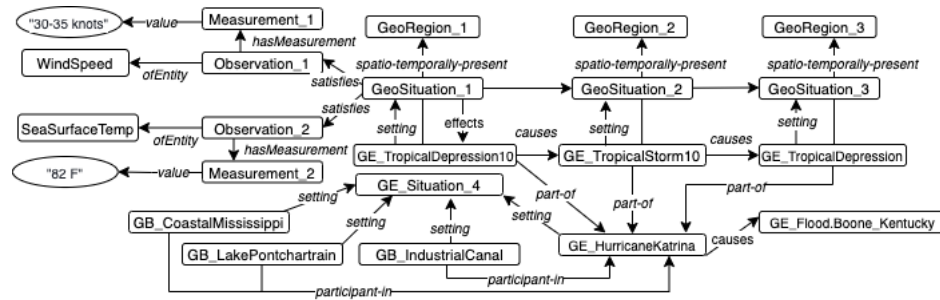 "30-35 knots"
value
Measurement_1
hasMeasurement
WindSpeed
ofEntity
Observation_1
satisfies
satisfies
SeaSurfaceTemp
ofEntity
Observation_2
hasMeasurement
"82 F"
value
Measurement_2
GeoRegion_1
GeoRegion_2
GeoRegion_3
spatio-temporally-present
spatio-temporally-present
spatio-temporally-present
GeoSituation_1
GeoSituation_2
GeoSituation_3
setting
effects
causes
setting
causes
setting
GE_TropicalDepression10
GE_TropicalStorm10
GE_TropicalDepression
GE_Situation_4
part-of
part-of
part-of
setting
setting
setting
setting
GB_CoastalMississippi
GB_LakePontchartrain
GB_IndustrialCanal
GE_HurricaneKatrina
causes
GE_Flood.Boone_Kentucky
participant-in
participant-in